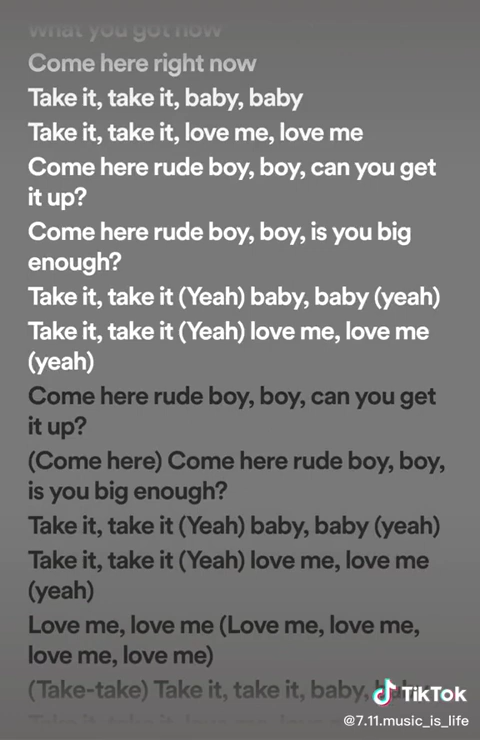 what you got now
Come here right now
Take it, take it, baby, baby
Take it, take it, love me, love me
Come here rude boy, boy, can you get
it up?
Come here rude boy, boy, is you big
enough?
Take it, take it (Yeah) baby, baby (yeah)
Take it, take it (Yeah) love me, love me
(yeah)
Come here rude boy, boy, can you get
it up?
(Come here) Come here rude boy, boy,
is you big enough?
Take it, take it (Yeah) baby, baby (yeah)
Take it, take it (Yeah) love me, love me
(yeah)
Love me, love me (Love me, love me,
love me, love me)
(Take-take) Take it, take it, baby,
TikTok
@7.11.music_is_life